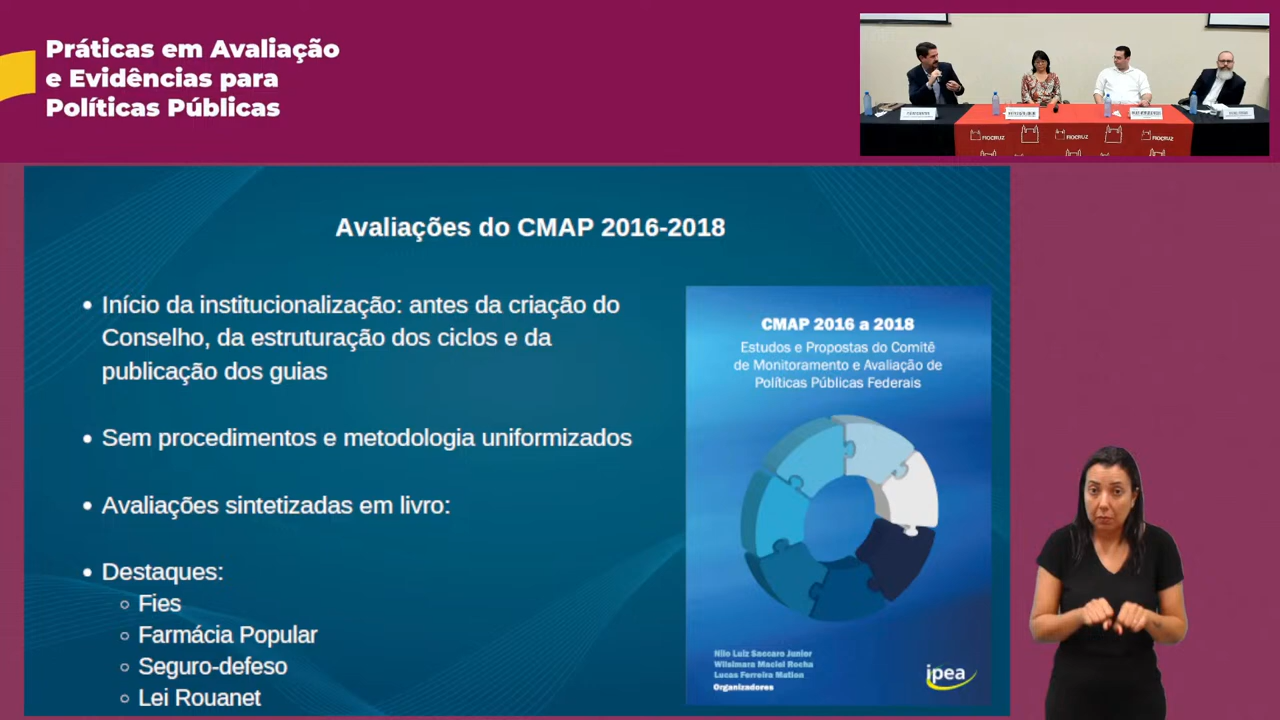 Práticas em Avaliação
e Evidências para
Políticas Públicas
FIOCRUZ
FIOCRUZ
Avaliações do CMAP 2016-2018
• Início da institucionalização: antes da criação do
Conselho, da estruturação dos ciclos e da
publicação dos guias
• Sem procedimentos e metodologia uniformizados
• Avaliações sintetizadas em livro:
• Destaques:
○ Fies
○ Farmácia Popular
○ Seguro-defeso
○ Lei Rouanet
CMAP 2016 a 2018
Estudos e Propostas do Comitê
de Monitoramento e Avaliação de
Políticas Públicas Federais
Nilo Luiz Saccaro Junior
Wilsimara Maciel Rocha
Lucas Ferreira Mation
Organizadores
ipea